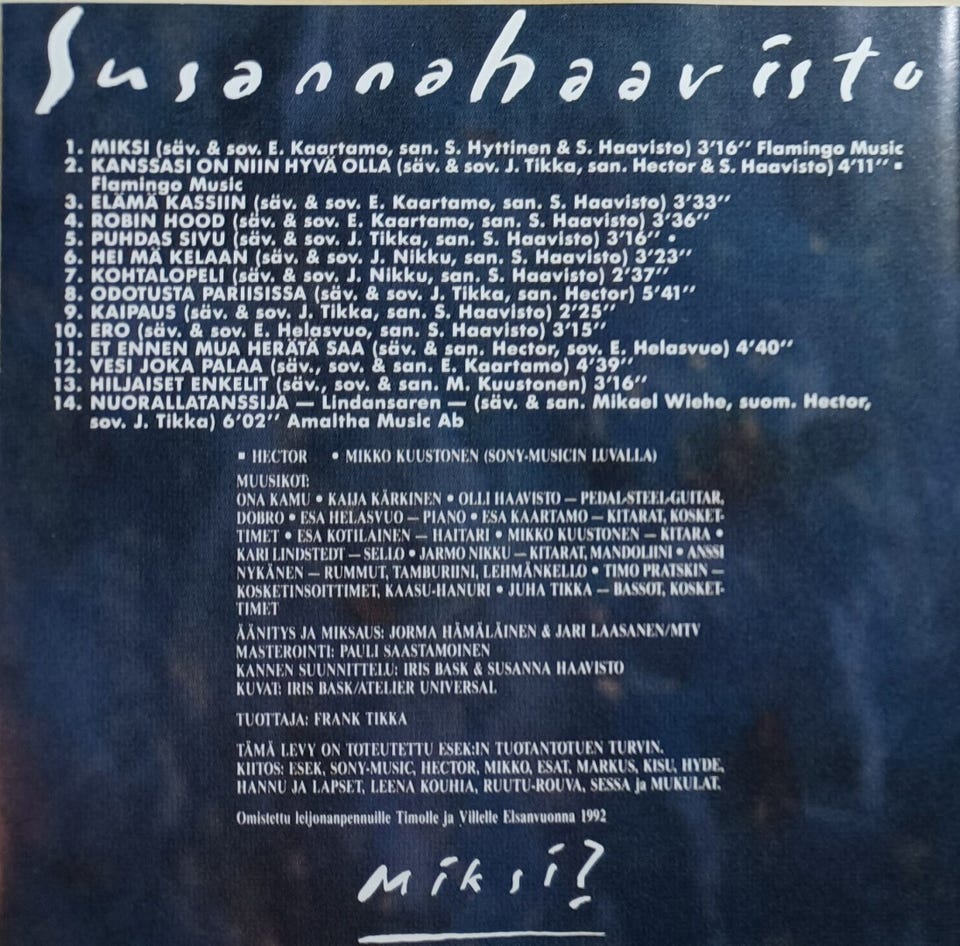 Susannahaavisto
1. MIKSI (säv. & sov. E. Kaartamo, san. S. Hyttinen & S. Haavisto) 3'16" Flamingo Music
2. KANSSASI ON NIIN HYVÄ OLLA (säv. & sov. J. Tikka, san. Hector & S. Haavisto) 4'11" ▪
Flamingo Music
3. ELÄMÄ KASSIIN (säv. & sov. E. Kaartamo, san. S. Haavisto) 3'33"
4. ROBIN HOOD (säv. & sov. E. Kaartamo, san. S. Haavisto) 3'36"
5. PUHDAS SIVU (säv. & sov. J. Tikka, san. S. Haavisto) 3'16" •
6. HEI MÄ KELAAN (säv. & sov. J. Nikku, san. S. Haavisto) 3'23"
7. KOHTALOPELI (säv. & sov. J. Nikku, san. S. Haavisto) 2'37"
8. ODOTUSTA PARIISISSA (säv. & sov. J. Tikka, san. Hector) 5'41"
9. KAIPAUS (säv. & sov. J. Tikka, san. S. Haavisto) 2'25"
10. ERO (säv. & sov. E. Helasvuo, san. S. Haavisto) 3'15"
11. ET ENNEN MUA HERÄTÄ SAA (säv. & san. Hector, sov. E. Helasvuo) 4'40"
12. VESI JOKA PALAA (säv., sov. & san. E. Kaartamo) 4'39"
13. HILJAISET ENKELIT (säv., sov. & san. M. Kuustonen) 3'16"
14. NUORALLATANSSIJA — Lindansaren — (säv. & san. Mikael Wiehe, suom. Hector,
sov. J. Tikka) 6'02" Amaltha Music Ab
▪ HECTOR • MIKKO KUUSTONEN (SONY-MUSICIN LUVALLA)
MUUSIKOT:
ONA KAMU • KAIJA KÄRKINEN • OLLI HAAVISTO — PEDAL-STEEL-GUITAR,
DOBRO • ESA HELASVUO — PIANO • ESA KAARTAMO — KITARAT, KOSKET-
TIMET • ESA KOTILAINEN — HAITARI • MIKKO KUUSTONEN — KITARA •
KARI LINDSTEDT — SELLO • JARMO NIKKU — KITARAT, MANDOLIINI • ANSSI
NYKÄNEN — RUMMUT, TAMBURIINI, LEHMÄNKELLO • TIMO PRATSKIN —
KOSKETINSOITTIMET, KAASU-HANURI • JUHA TIKKA — BASSOT, KOSKET-
TIMET
ÄÄNITYS JA MIKSAUS: JORMA HÄMÄLÄINEN & JARI LAASANEN/MTV
MASTEROINTI: PAULI SAASTAMOINEN
KANNEN SUUNNITTELU: IRIS BASK & SUSANNA HAAVISTO
KUVAT: IRIS BASK/ATELIER UNIVERSAL
TUOTTAJA: FRANK TIKKA
TÄMÄ LEVY ON TOTEUTETTU ESEK:IN TUOTANTOTUEN TURVIN.
KIITOS: ESEK, SONY-MUSIC, HECTOR, MIKKO, ESAT, MARKUS, KISU, HYDE,
HANNU JA LAPSET, LEENA KOUHIA, RUUTU-ROUVA, SESSA ja MUKULAT.
Omistettu leijonanpennuille Timolle ja Villelle Elsanvuonna 1992
Miksi?